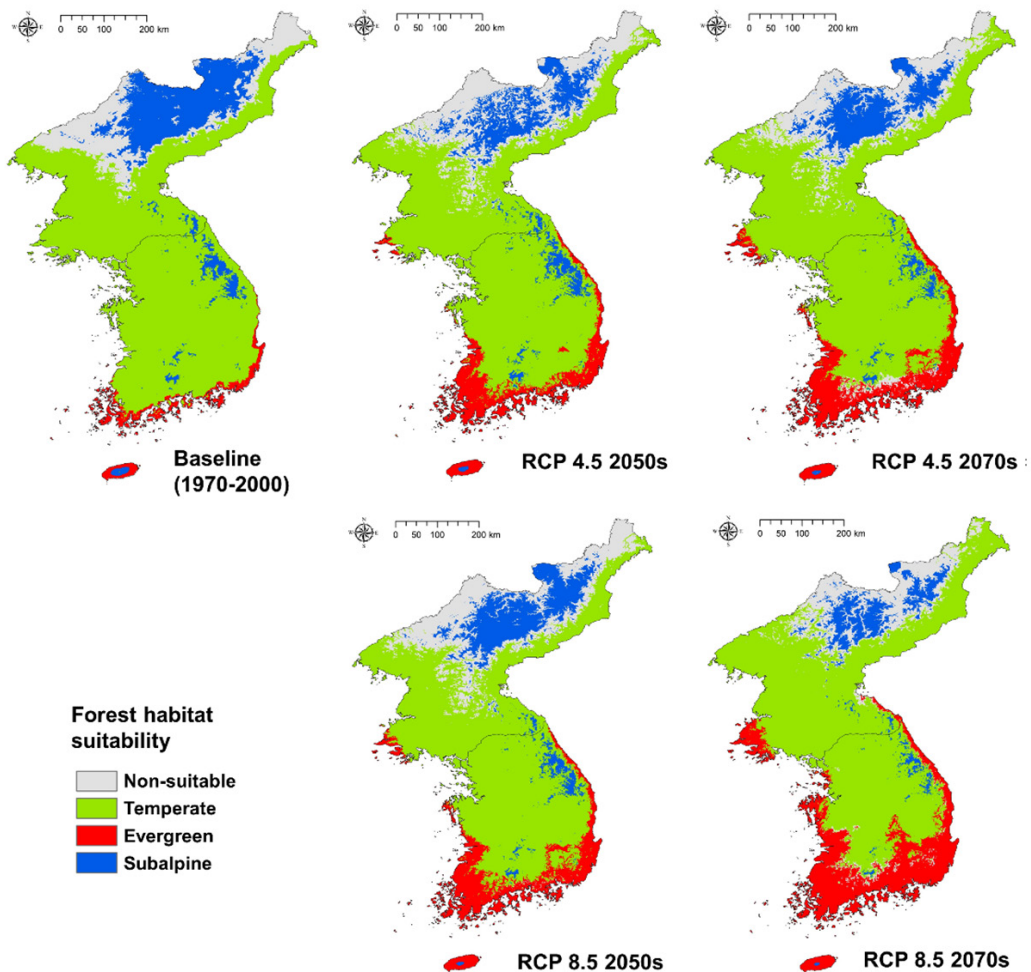 N
W E
S
0 50 100 200 km
N
W E
S
0 50 100 200 km
N
W E
S
0 50 100 200 km
Baseline
(1970-2000)
RCP 4.5 2050s
RCP 4.5 2070s
N
W E
S
0 50 100 200 km
N
W E
S
0 50 100 200 km
Forest habitat
suitability
Non-suitable
Temperate
Evergreen
Subalpine
RCP 8.5 2050s
RCP 8.5 2070s